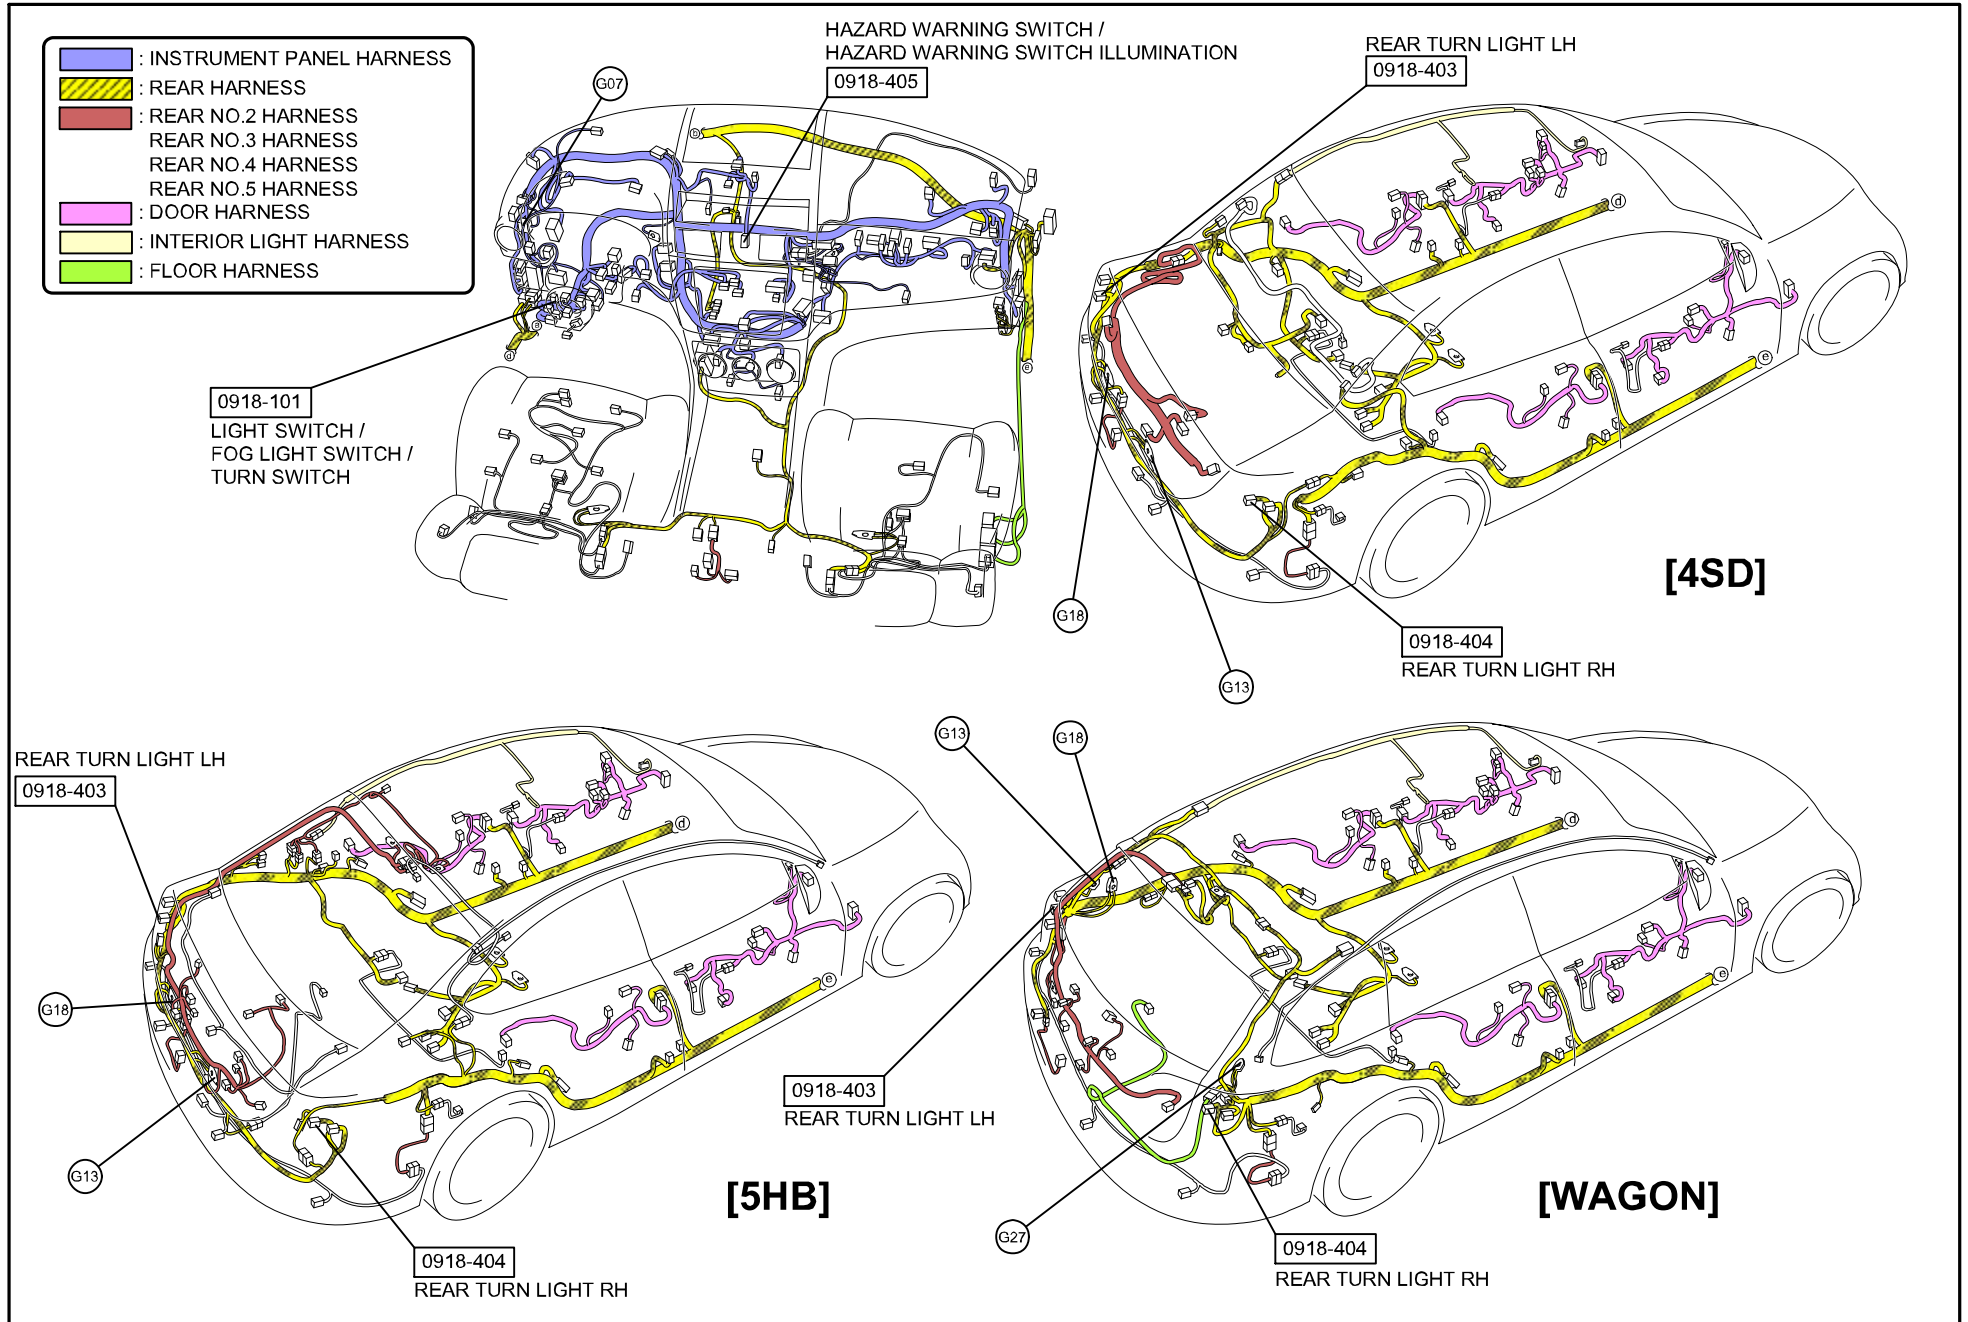 : INSTRUMENT PANEL HARNESS
: REAR HARNESS
: REAR NO.2 HARNESS
REAR NO.3 HARNESS
REAR NO.4 HARNESS
REAR NO.5 HARNESS
: DOOR HARNESS
: INTERIOR LIGHT HARNESS
: FLOOR HARNESS
G07
HAZARD WARNING SWITCH /
HAZARD WARNING SWITCH ILLUMINATION
0918-405
b
a
d
e
0918-101
LIGHT SWITCH /
FOG LIGHT SWITCH /
TURN SWITCH
REAR TURN LIGHT LH
0918-403
d
e
G18
G13
0918-404
REAR TURN LIGHT RH
[4SD]
REAR TURN LIGHT LH
0918-403
d
e
G18
G13
0918-404
REAR TURN LIGHT RH
[5HB]
G13
G18
d
e
0918-403
REAR TURN LIGHT LH
G27
0918-404
REAR TURN LIGHT RH
[WAGON]